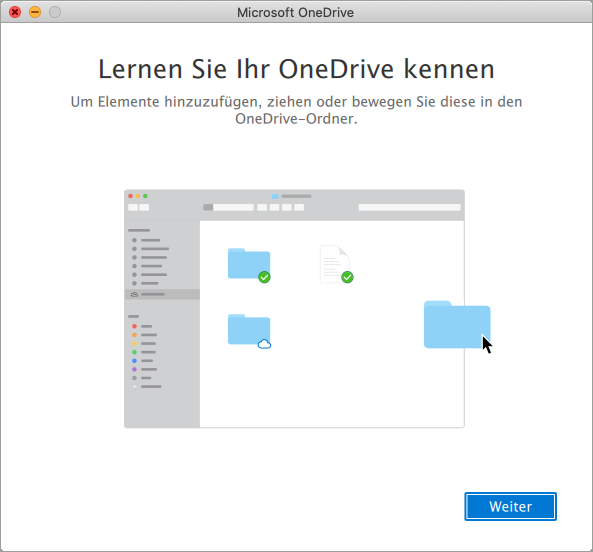 Microsoft OneDrive
Lernen Sie Ihr OneDrive kennen
Um Elemente hinzuzufügen, ziehen oder bewegen Sie diese in den
OneDrive-Ordner.
Weiter